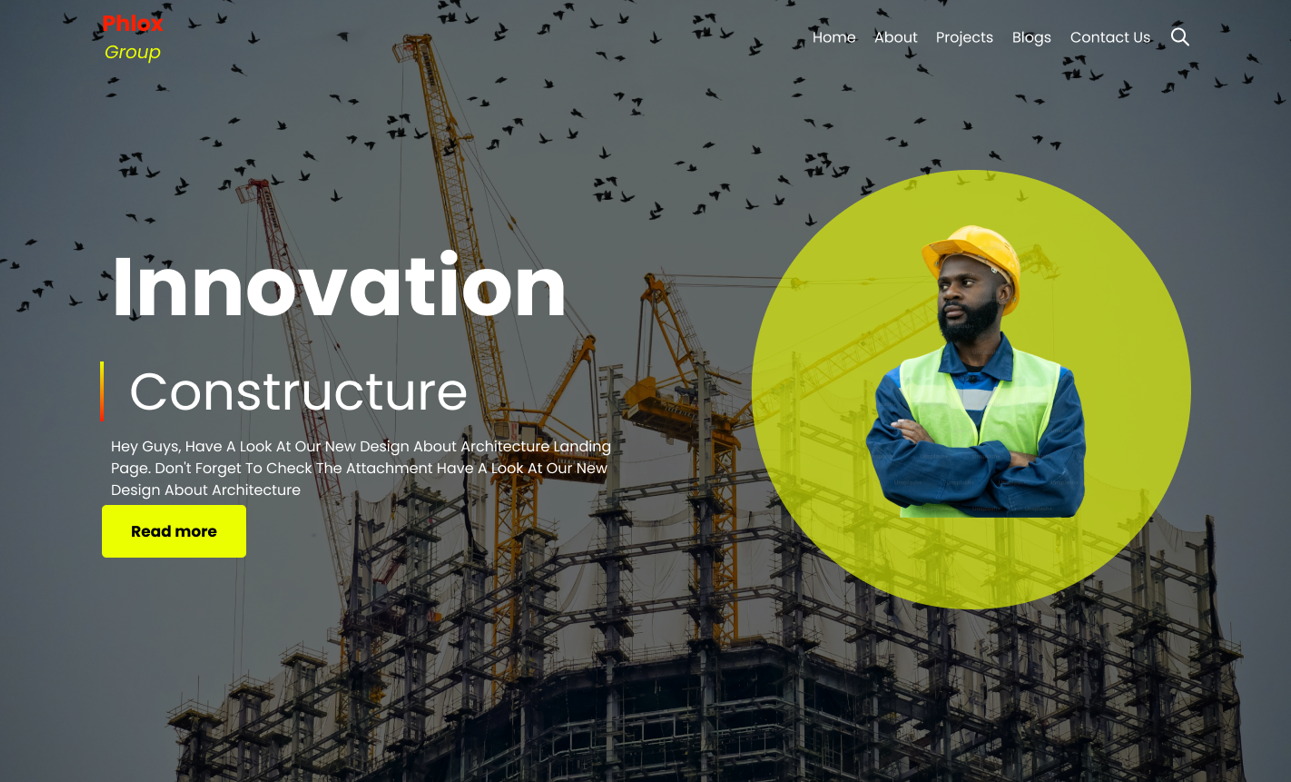 Phlox
Group
Home About Projects Blogs Contact Us
Innovation
Constructure
Hey Guys, Have A Look At Our New Design About Architecture Landing
Page. Don't Forget To Check The Attachment Have A Look At Our New
Design About Architecture
Read more